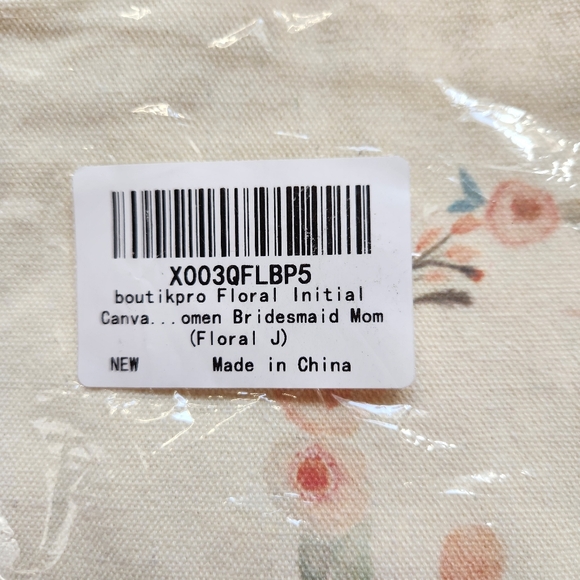 X003QFLBP5
boutikpro Floral Initial
Canva...omen Bridesmaid Mom
(Floral J)
NEW Made in China